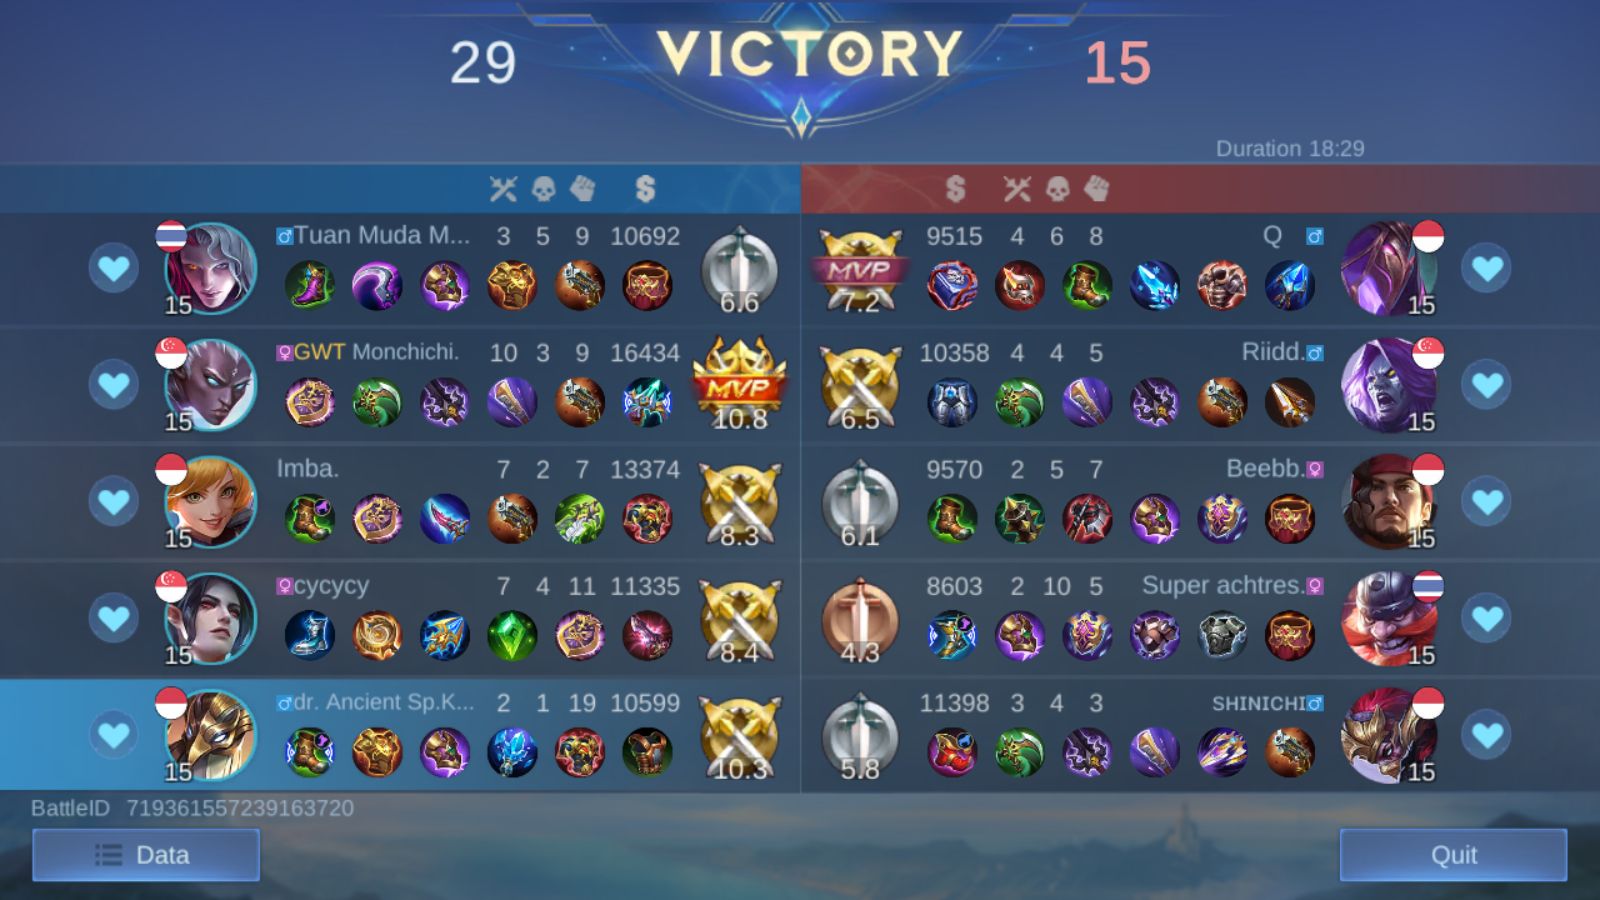 29 VICTORY 15
Duration 18:29
Tuan Muda M... 3 5 9 10692
15 6.6
MVP 9515 4 6 8 Q
7.2 15
GWT Monchichi. 10 3 9 16434 MVP
15 10.8
10358 4 4 5 Riidd.
6.5 15
Imba. 7 2 7 13374
15 8.3
9570 2 5 7 Beebb.
6.1 15
cycycy 7 4 11 11335
15 8.4
8603 2 10 5 Super achtres.
4.3 15
dr. Ancient Sp.K... 2 1 19 10599
15 10.3
11398 3 4 3 SHINICHI
5.8 15
BattleID 719361557239163720
Data
Quit